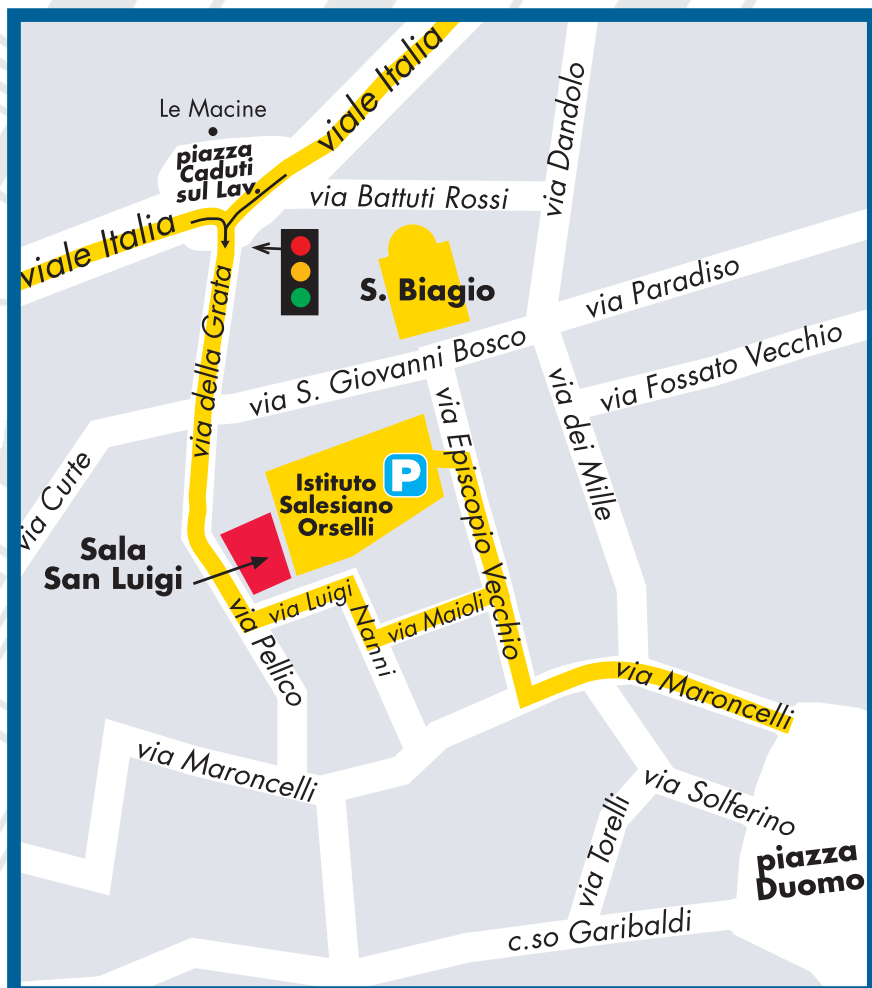 viale Italia
Le Macine
piazza
Caduti
sul Lav.
via Dandolo
via Battuti Rossi
viale Italia
S. Biagio
via Paradiso
via della Grata
via S. Giovanni Bosco
via Fossato Vecchio
via dei Mille
via Episcopio Vecchio
via Curte
P
Istituto
Salesiano
Orselli
Sala
San Luigi
via Luigi Nanni
via Maioli
via Pellico
via Maroncelli
via Maroncelli
via Solferino
via Torelli
piazza
Duomo
c.so Garibaldi